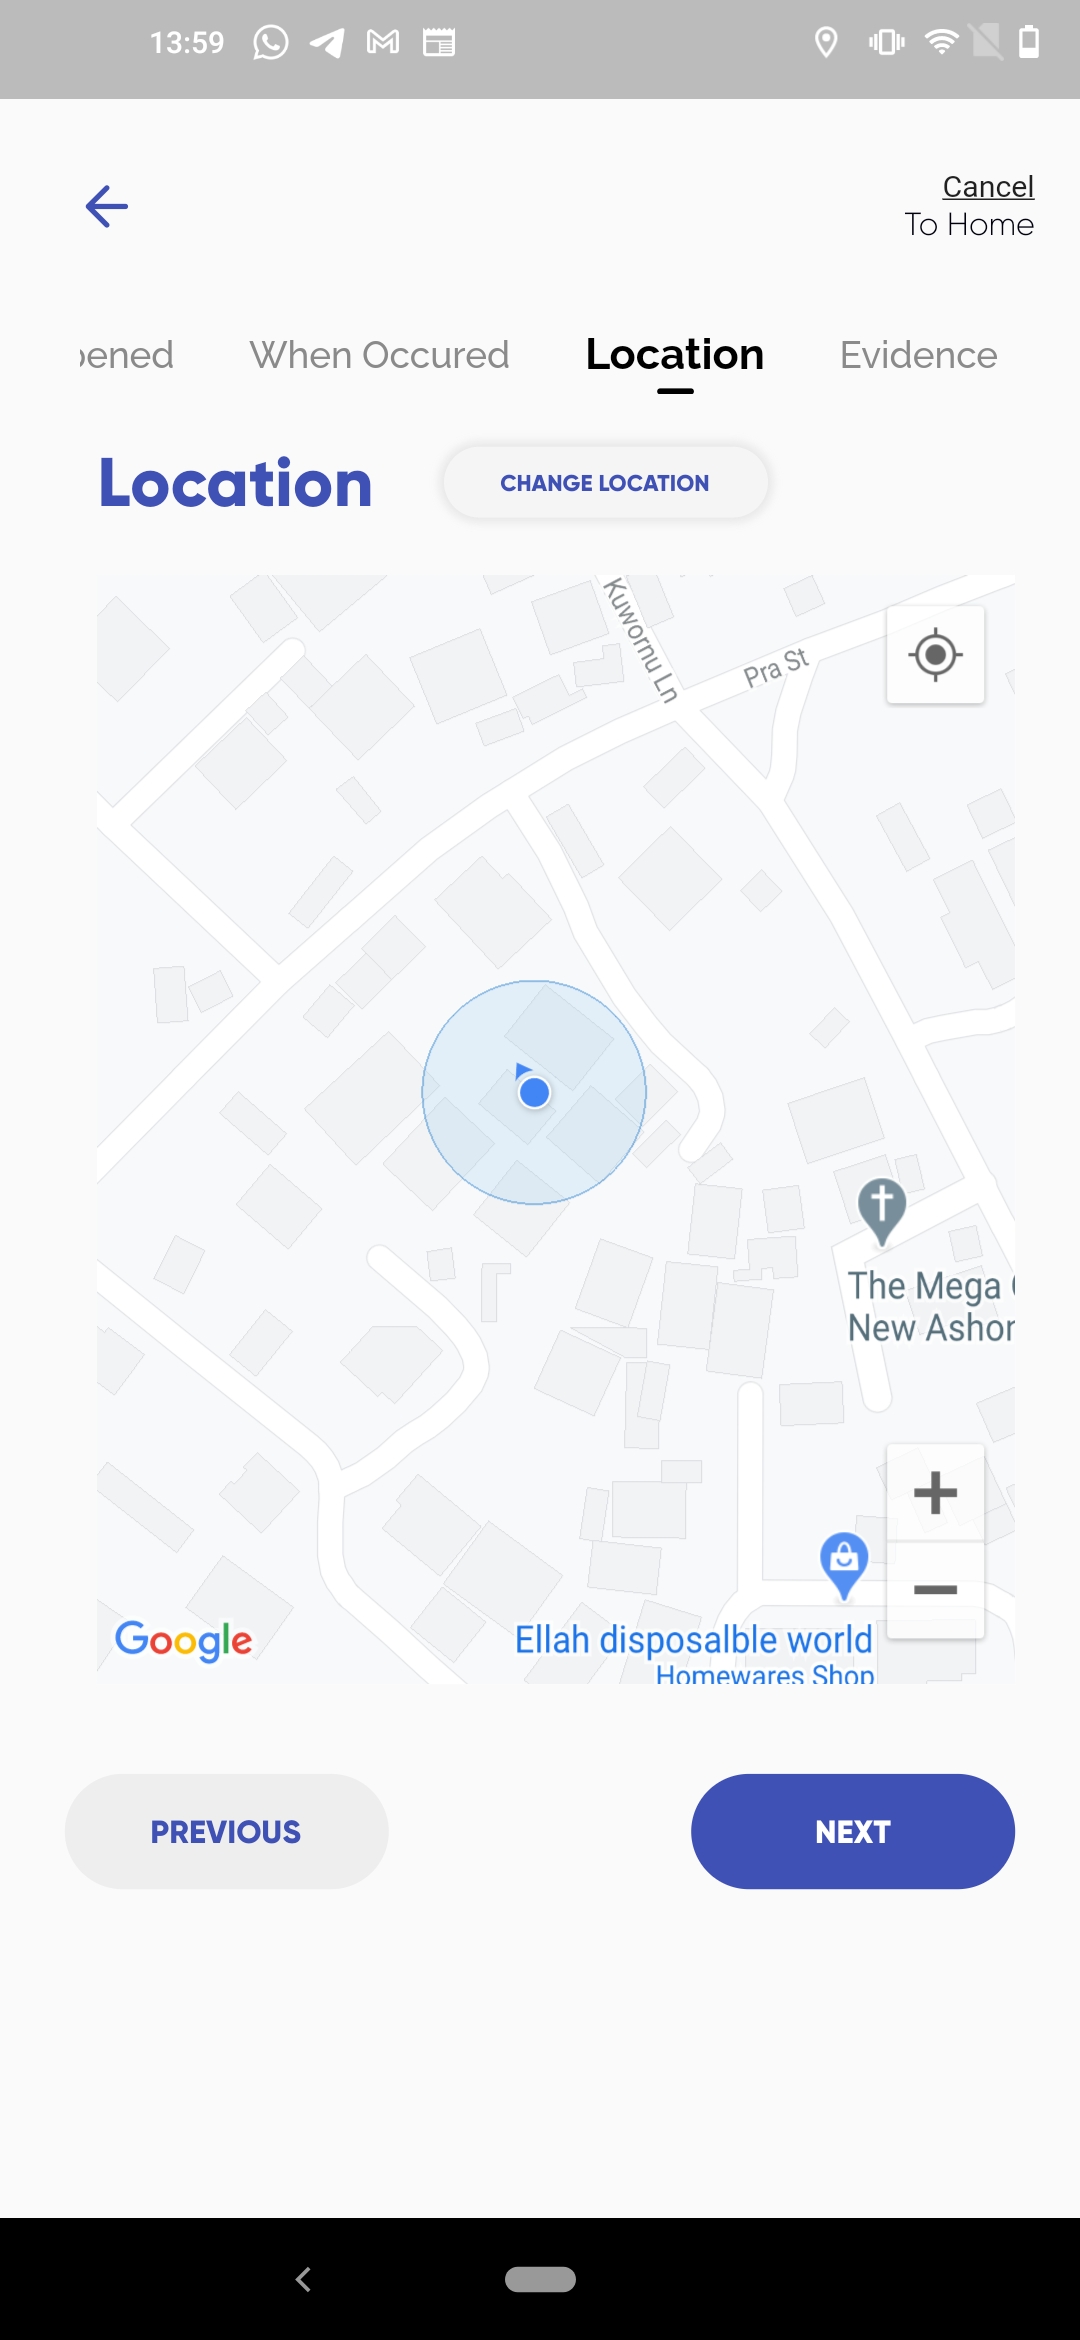 13:59
Cancel
To Home
pened
When Occured
Location
Evidence
Location
CHANGE LOCATION
Kuwornu Ln
Pra St
The Mega
New Ashor
Google
Ellah disposalble world
Homewares Shop
PREVIOUS
NEXT